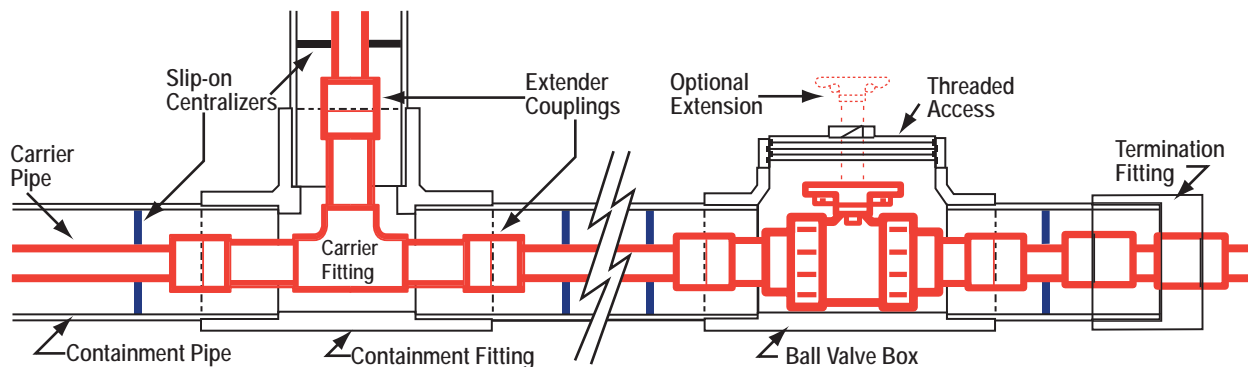 Slip-on
Centralizers
Extender
Couplings
Optional
Extension
Threaded
Access
Carrier
Pipe
Termination
Fitting
Carrier
Fitting
Containment Pipe
Containment Fitting
Ball Valve Box